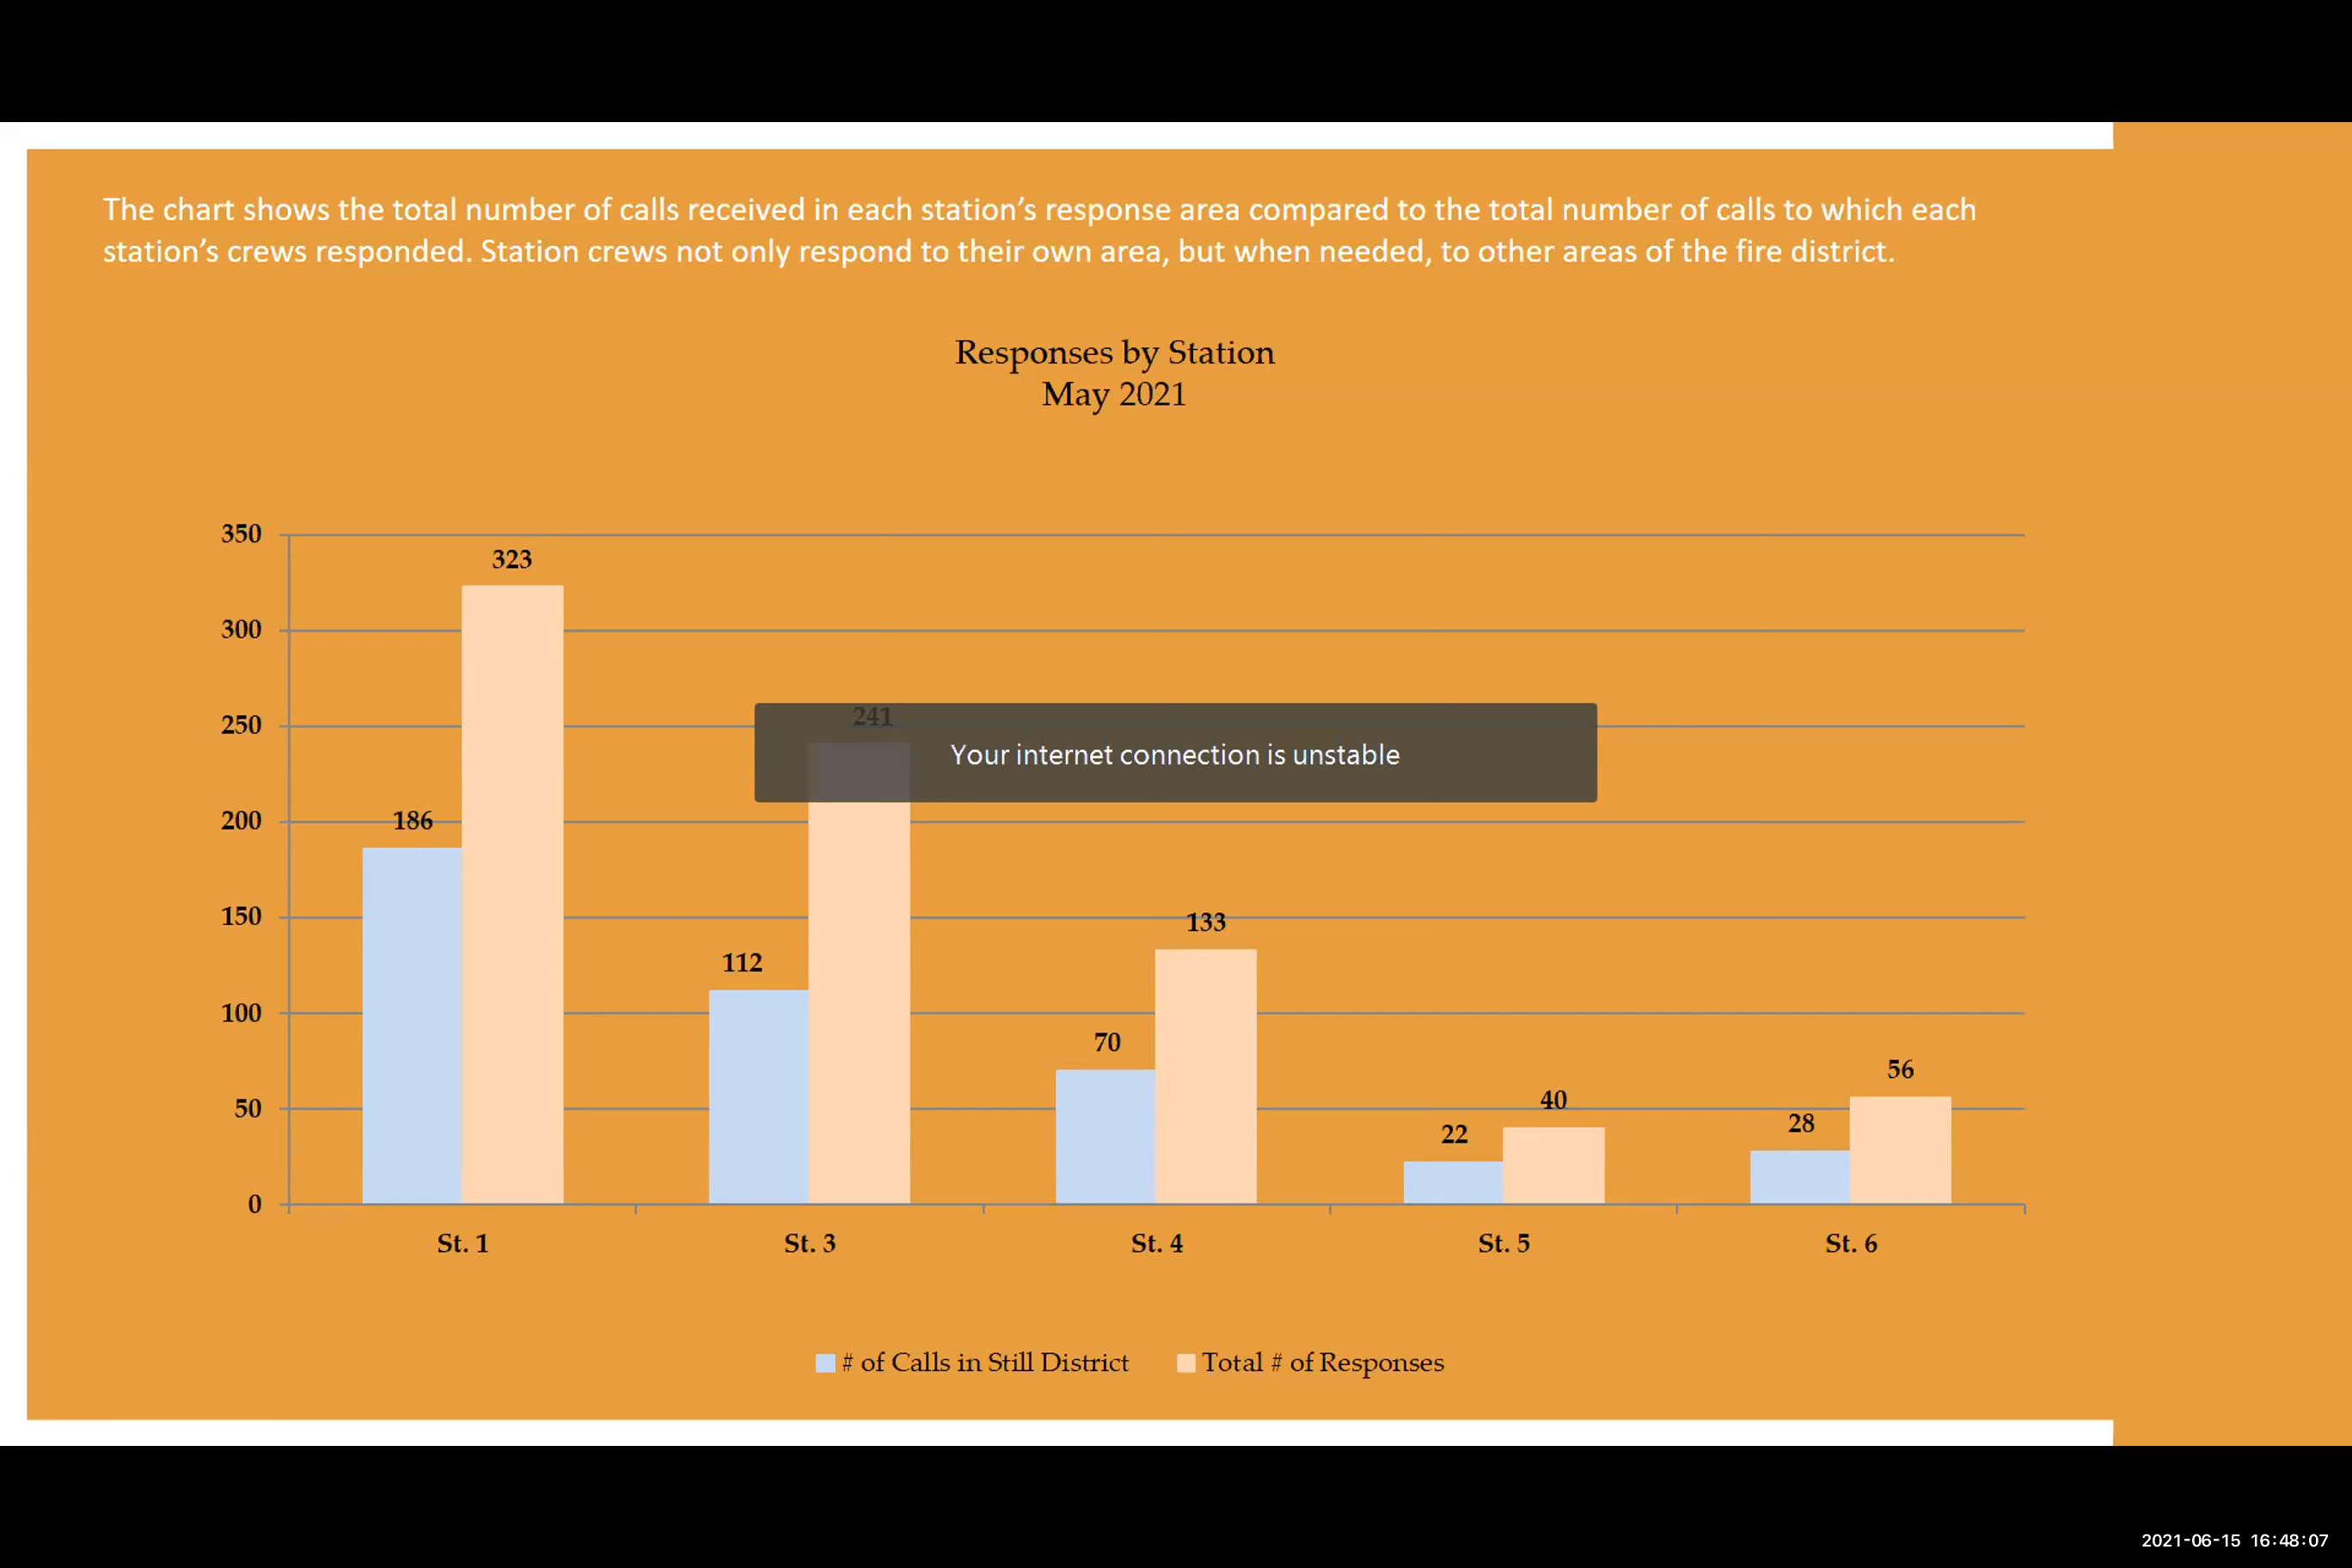 The chart shows the total number of calls received in each station’s response area compared to the total number of calls to which each
station’s crews responded. Station crews not only respond to their own area, but when needed, to other areas of the fire district.
Responses by Station
May 2021
350
323
300
241
250
Your internet connection is unstable
186
200
133
150
112
100
70
56
40
50
28
22
0
St. 1 St. 3 St. 4 St. 5 St. 6
# of Calls in Still District Total # of Responses
2021-06-15 16:48:07